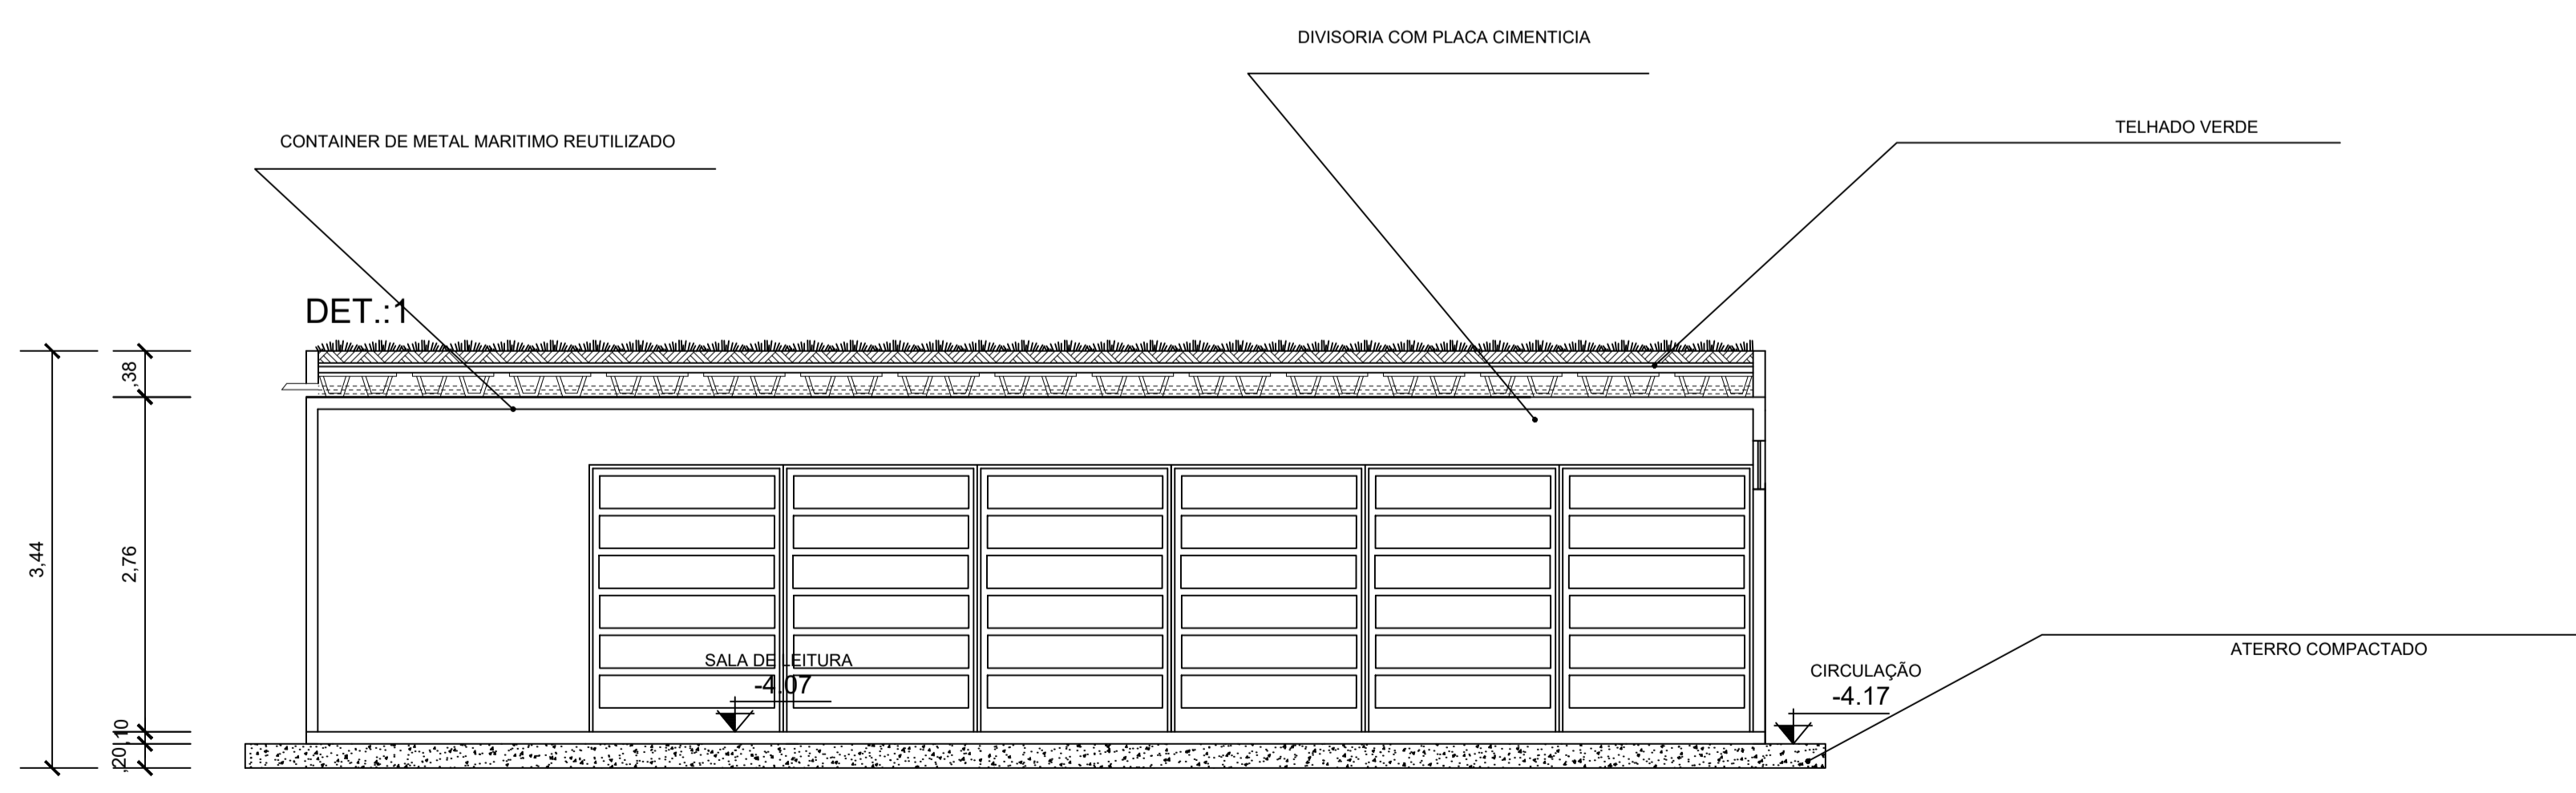 DIVISORIA COM PLACA CIMENTICIA
TELHADO VERDE
CONTAINER DE METAL MARITIMO REUTILIZADO
DET.:1
,38
3,44
2,76
,10
,20
SALA DE LEITURA
-4.07
CIRCULAÇÃO
-4.17
ATERRO COMPACTADO